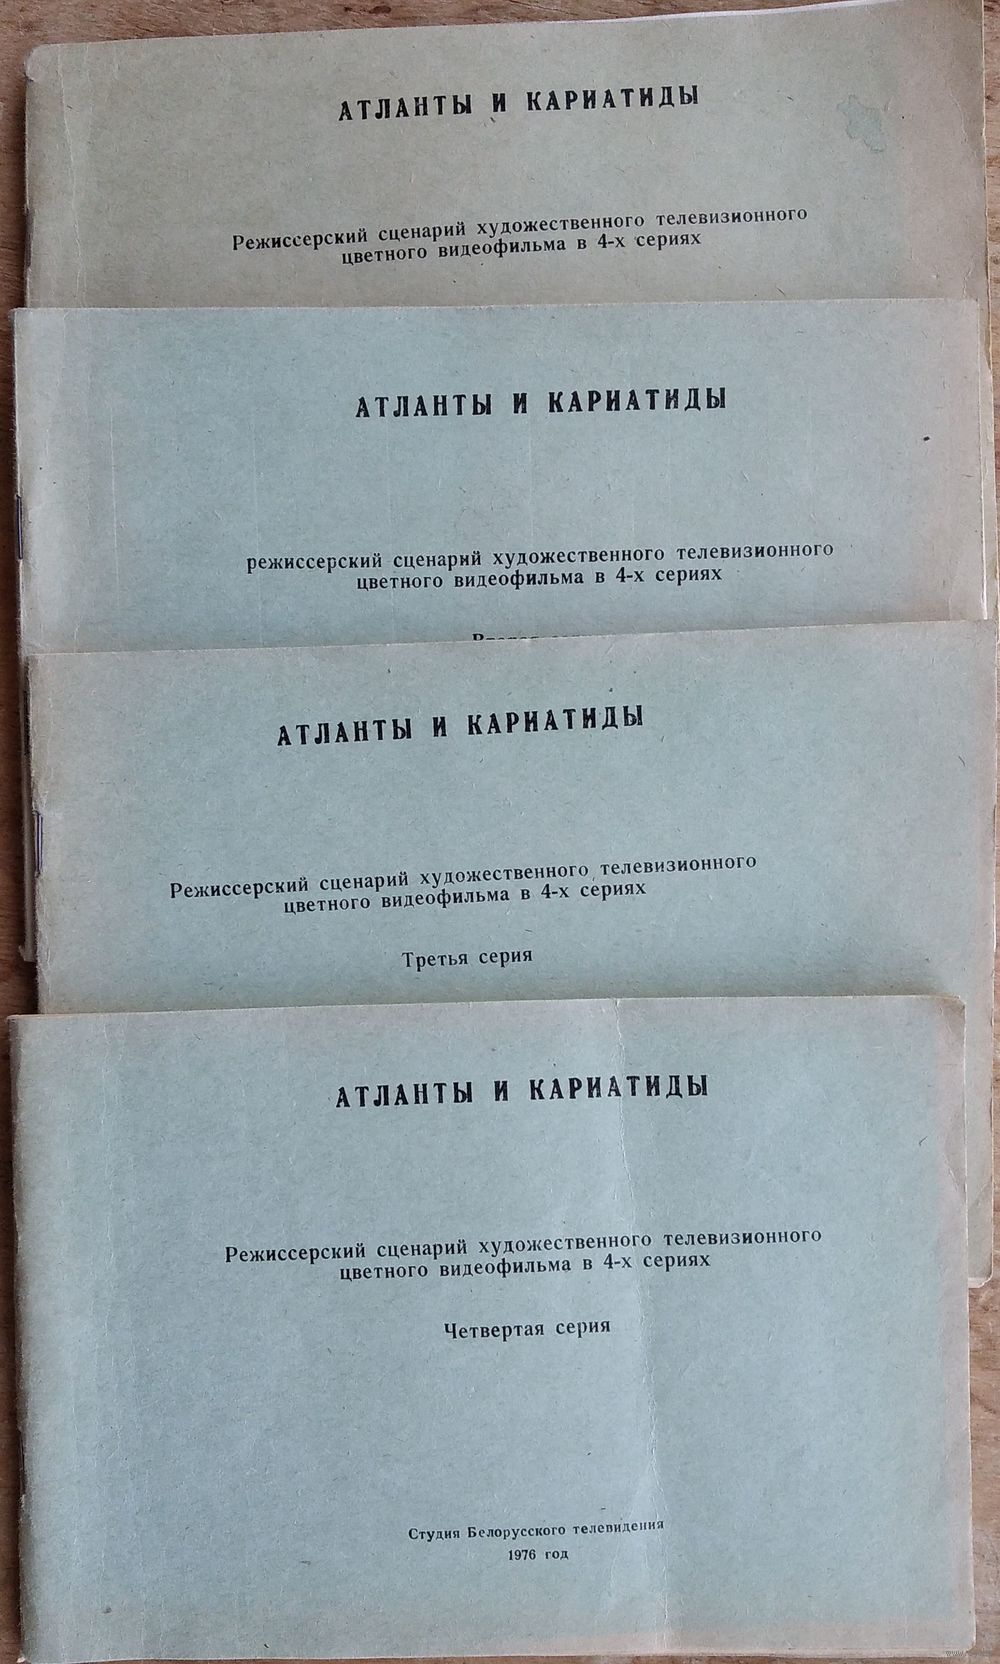 АТЛАНТЫ И КАРИАТИДЫ
Режиссерский сценарий художественного телевизионного
цветного видеофильма в 4-х сериях
АТЛАНТЫ И КАРИАТИДЫ
режиссерский сценарий художественного телевизионного
цветного видеофильма в 4-х сериях
АТЛАНТЫ И КАРИАТИДЫ
Режиссерский сценарий художественного телевизионного
цветного видеофильма в 4-х сериях
Третья серия
АТЛАНТЫ И КАРИАТИДЫ
Режиссерский сценарий художественного телевизионного
цветного видеофильма в 4-х сериях
Четвертая серия
Студия Белорусского телевидения
1976 год